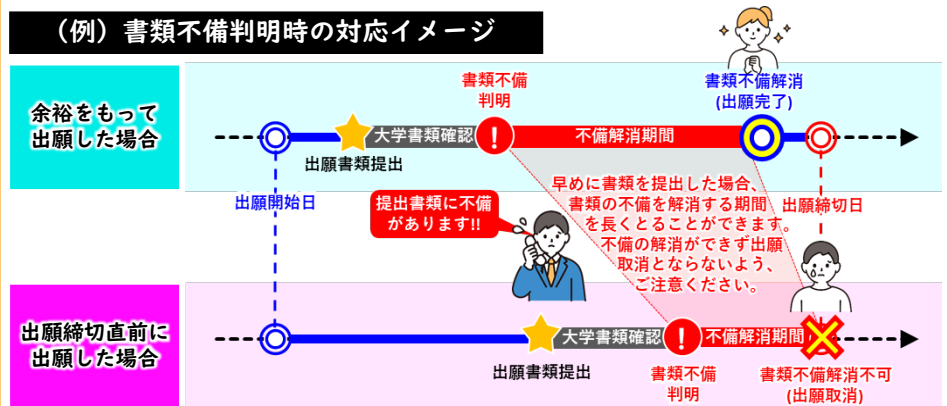 （例）書類不備判明時の対応イメージ
余裕をもって
出願した場合
書類不備
判明
書類不備解消
(出願完了)
大学書類確認
!
不備解消期間
出願書類提出
出願開始日
提出書類に不備
があります!!
早めに書類を提出した場合、
書類の不備を解消する期間
を長くとることができます。
不備の解消ができず出願
取消とならないよう、
ご注意ください。
出願締切日
出願締切直前に
出願した場合
大学書類確認
!
不備解消期間
出願書類提出
書類不備
判明
書類不備解消不可
(出願取消)